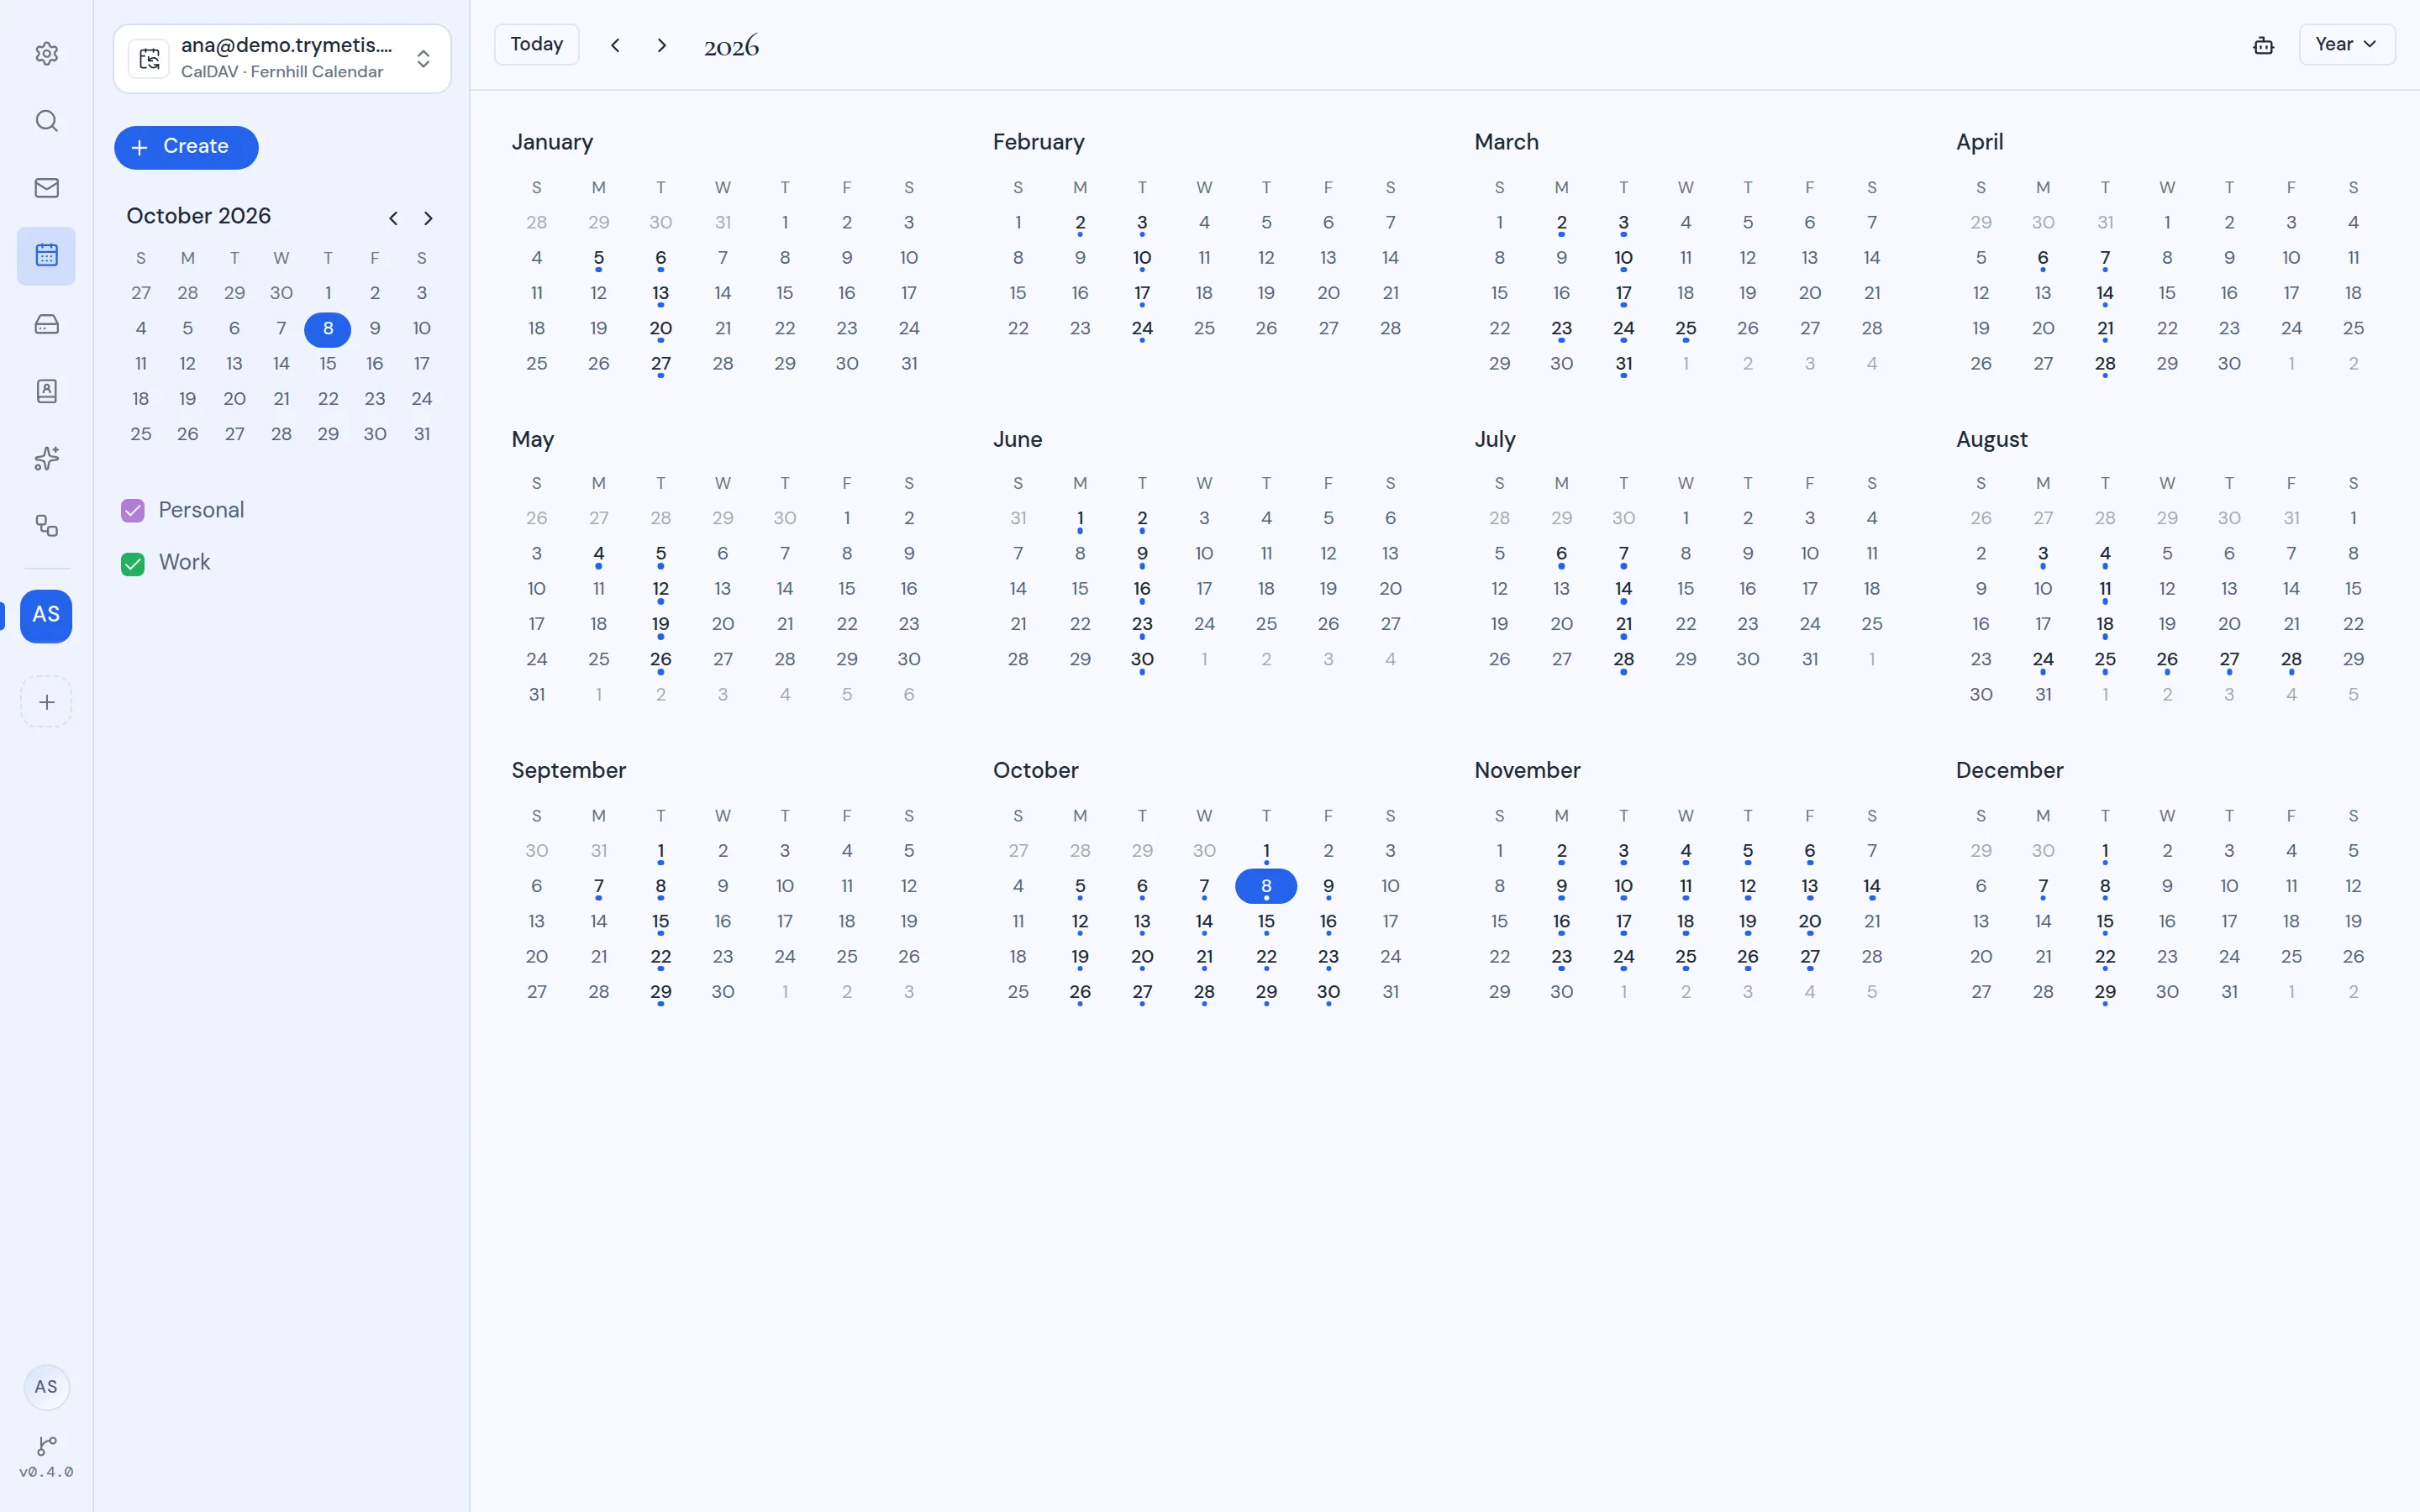 ana@demo.trymetis....
CalDAV · Fernhill Calendar
Create
October 2026
S M T W T F S
27 28 29 30 1 2 3
4 5 6 7 8 9 10
11 12 13 14 15 16 17
18 19 20 21 22 23 24
25 26 27 28 29 30 31
Personal
Work
AS
AS
v0.4.0
Today 2026 Year
January
S M T W T F S
28 29 30 31 1 2 3
4 5 6 7 8 9 10
11 12 13 14 15 16 17
18 19 20 21 22 23 24
25 26 27 28 29 30 31
February
S M T W T F S
1 2 3 4 5 6 7
8 9 10 11 12 13 14
15 16 17 18 19 20 21
22 23 24 25 26 27 28
March
S M T W T F S
1 2 3 4 5 6 7
8 9 10 11 12 13 14
15 16 17 18 19 20 21
22 23 24 25 26 27 28
29 30 31 1 2 3 4
April
S M T W T F S
29 30 31 1 2 3 4
5 6 7 8 9 10 11
12 13 14 15 16 17 18
19 20 21 22 23 24 25
26 27 28 29 30 1 2
May
S M T W T F S
26 27 28 29 30 1 2
3 4 5 6 7 8 9
10 11 12 13 14 15 16
17 18 19 20 21 22 23
24 25 26 27 28 29 30
31 1 2 3 4 5 6
June
S M T W T F S
31 1 2 3 4 5 6
7 8 9 10 11 12 13
14 15 16 17 18 19 20
21 22 23 24 25 26 27
28 29 30 1 2 3 4
July
S M T W T F S
28 29 30 1 2 3 4
5 6 7 8 9 10 11
12 13 14 15 16 17 18
19 20 21 22 23 24 25
26 27 28 29 30 31 1
August
S M T W T F S
26 27 28 29 30 31 1
2 3 4 5 6 7 8
9 10 11 12 13 14 15
16 17 18 19 20 21 22
23 24 25 26 27 28 29
30 31 1 2 3 4 5
September
S M T W T F S
30 31 1 2 3 4 5
6 7 8 9 10 11 12
13 14 15 16 17 18 19
20 21 22 23 24 25 26
27 28 29 30 1 2 3
October
S M T W T F S
27 28 29 30 1 2 3
4 5 6 7 8 9 10
11 12 13 14 15 16 17
18 19 20 21 22 23 24
25 26 27 28 29 30 31
November
S M T W T F S
1 2 3 4 5 6 7
8 9 10 11 12 13 14
15 16 17 18 19 20 21
22 23 24 25 26 27 28
29 30 1 2 3 4 5
December
S M T W T F S
29 30 1 2 3 4 5
6 7 8 9 10 11 12
13 14 15 16 17 18 19
20 21 22 23 24 25 26
27 28 29 30 31 1 2